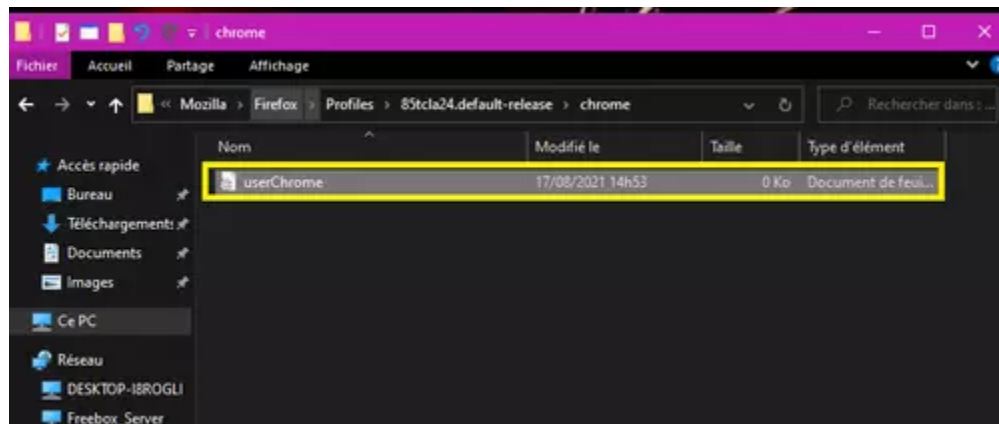 chrome
Fichier Accueil Partage Affichage
« Mozilla > Firefox > Profiles > 85tcla24.default-release > chrome Rechercher dans : ...
Nom Modifié le Taille Type d'élément
Accès rapide
userChrome 17/08/2021 14h53 0 Ko Document de feui...
Bureau
Téléchargements
Documents
Images
Ce PC
Réseau
DESKTOP-I8ROGLI
Freebox Server